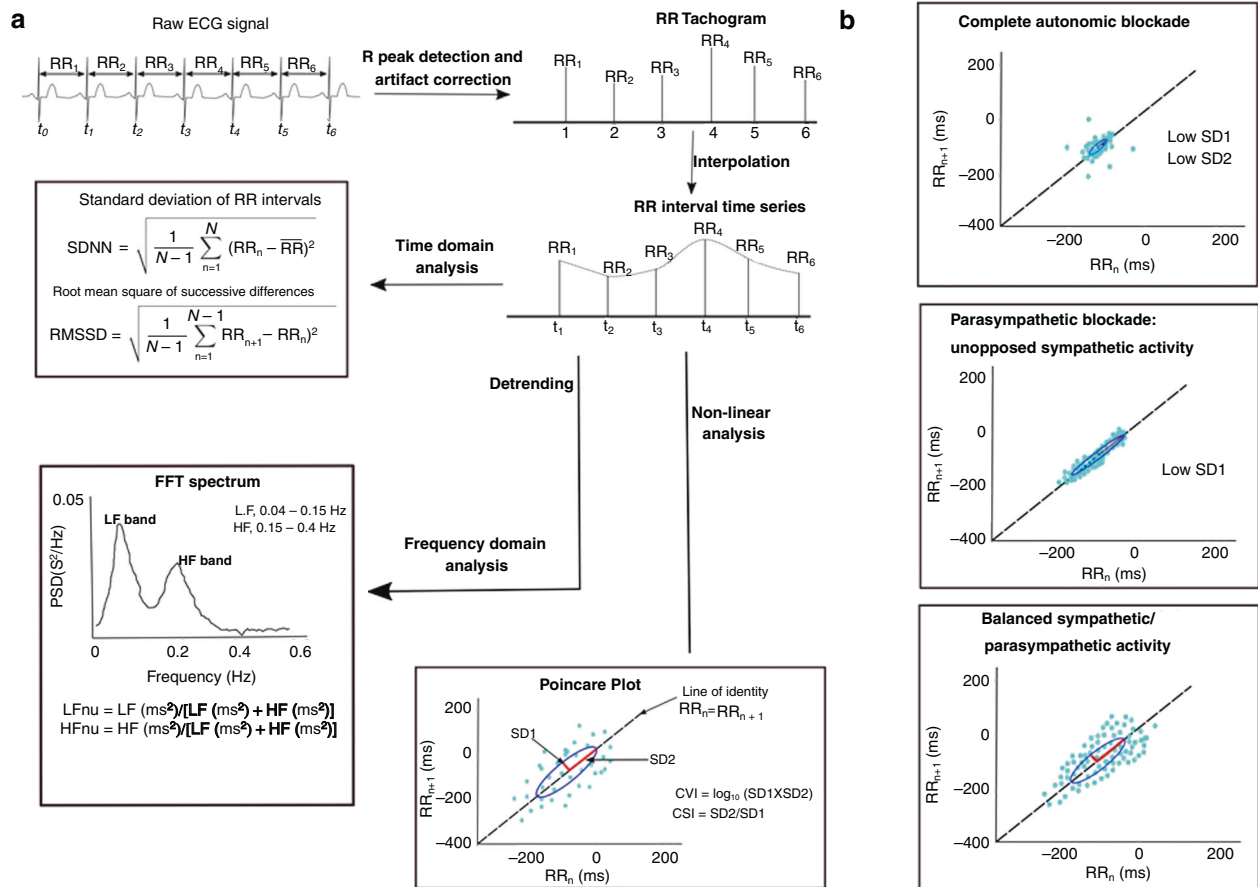 a
Raw ECG signal
RR1 RR2 RR3 RR4 RR5 RR6
t0 t1 t2 t3 t4 t5 t6
R peak detection and
artifact correction
RR Tachogram
RR1 RR2 RR3 RR4 RR5 RR6
1 2 3 4 5 6
Interpolation
RR interval time series
RR1 RR2 RR3 RR4 RR5 RR6
t1 t2 t3 t4 t5 t6
Time domain
analysis
Standard deviation of RR intervals
SDNN = √ 1/N – 1 N ∑ n=1 (RRn – R̅R̅)²
Root mean square of successive differences
RMSSD = √ 1/N – 1 N – 1 ∑ n=1 RRn+1 – RRn)²
Detrending
Non-linear
analysis
Frequency domain
analysis
FFT spectrum
0.05
PSD(S²/Hz)
LF band
HF band
L.F, 0.04 – 0.15 Hz
HF, 0.15 – 0.4 Hz
0 0.2 0.4 0.6
Frequency (Hz)
LFnu = LF (ms²)/[LF (ms²) + HF (ms²)]
HFnu = HF (ms²)/[LF (ms²) + HF (ms²)]
Poincare Plot
Line of identity
RRn=RRn + 1
SD1
SD2
CVI = log10 (SD1XSD2)
CSI = SD2/SD1
RRn+1 (ms)
200
0
–200
–400
–200 0 200
RRn (ms)
b
Complete autonomic blockade
RRn+1 (ms)
200
0
–200
–400
Low SD1
Low SD2
–200 0 200
RRn (ms)
Parasympathetic blockade:
unopposed sympathetic activity
RRn+1 (ms)
200
0
–200
–400
Low SD1
–200 0 200
RRn (ms)
Balanced sympathetic/
parasympathetic activity
RRn+1 (ms)
200
0
–200
–400
–200 0 200
RRn (ms)